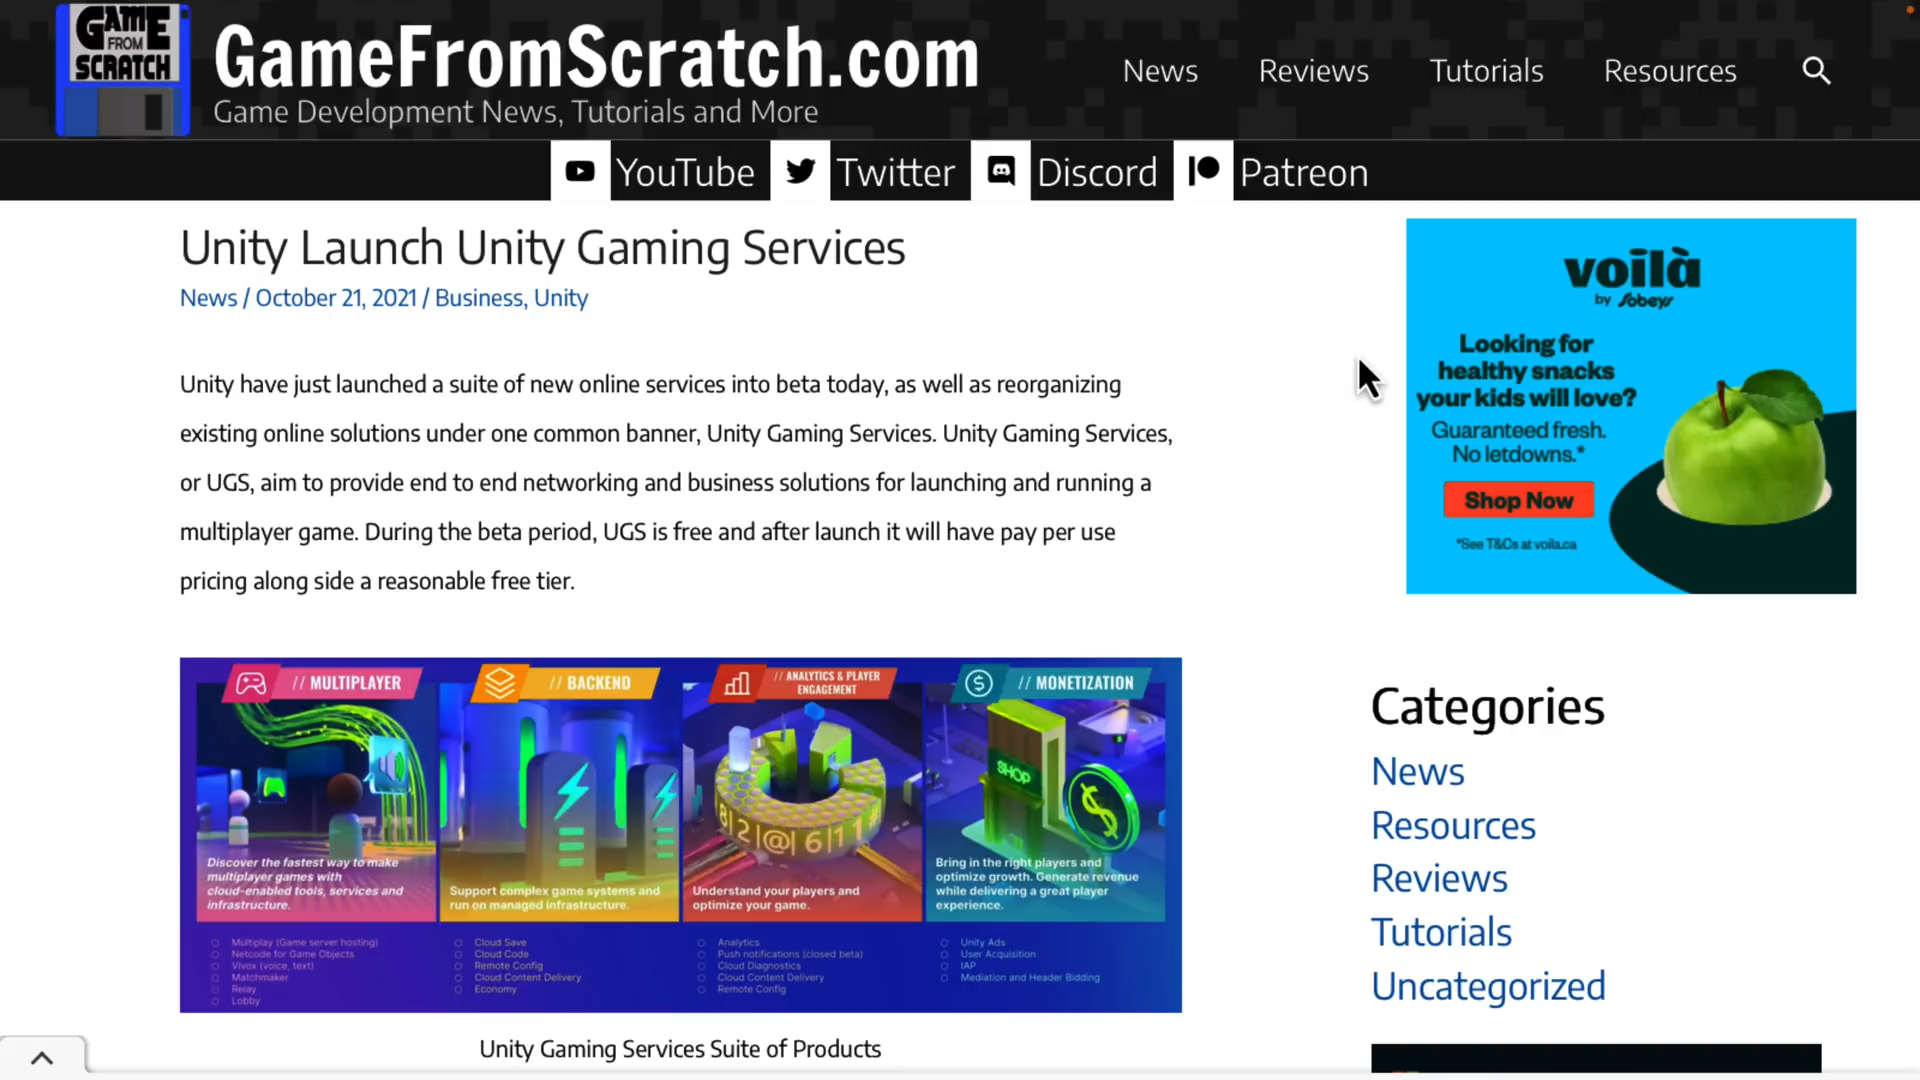 GAME
FROM
SCRATCH
GameFromScratch.com
Game Development News, Tutorials and More
News
Reviews
Tutorials
Resources
YouTube
Twitter
Discord
Patreon
Unity Launch Unity Gaming Services
News / October 21, 2021 / Business, Unity
Unity have just launched a suite of new online services into beta today, as well as reorganizing
existing online solutions under one common banner, Unity Gaming Services. Unity Gaming Services,
or UGS, aim to provide end to end networking and business solutions for launching and running a
multiplayer game. During the beta period, UGS is free and after launch it will have pay per use
pricing along side a reasonable free tier.
voilà
by Sobeys
Looking for
healthy snacks
your kids will love?
Guaranteed fresh.
No letdowns.*
Shop Now
*See T&Cs at voila.ca
// MULTIPLAYER
Discover the fastest way to make
multiplayer games with
cloud-enabled tools, services and
infrastructure.
Multiplay (Game server hosting)
Netcode for Game Objects
Vivox (voice, text)
Matchmaker
Relay
Lobby
// BACKEND
Support complex game systems and
run on managed infrastructure.
Cloud Save
Cloud Code
Remote Config
Cloud Content Delivery
Economy
// ANALYTICS & PLAYER
ENGAGEMENT
8|2|@|6|1
Understand your players and
optimize your game.
Analytics
Push notifications (closed beta)
Cloud Diagnostics
Cloud Content Delivery
Remote Config
// MONETIZATION
SHOP
Bring in the right players and
optimize growth. Generate revenue
while delivering a great player
experience.
Unity Ads
User Acquisition
IAP
Mediation and Header Bidding
Unity Gaming Services Suite of Products
Categories
News
Resources
Reviews
Tutorials
Uncategorized